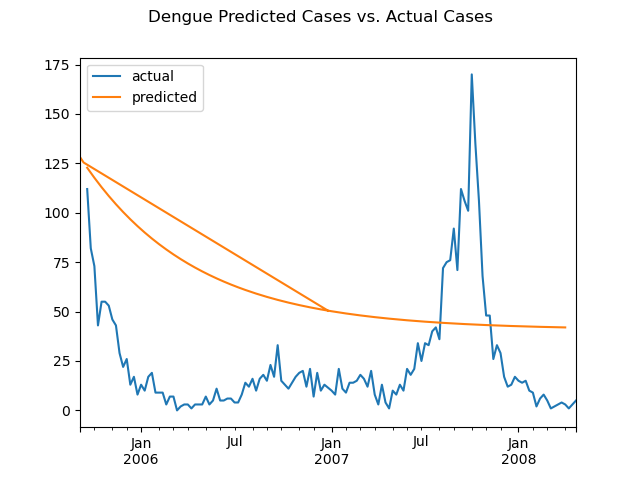 Dengue Predicted Cases vs. Actual Cases
actual
predicted
175
150
125
100
75
50
25
0
Jan
2006
Jul
Jan
2007
Jul
Jan
2008